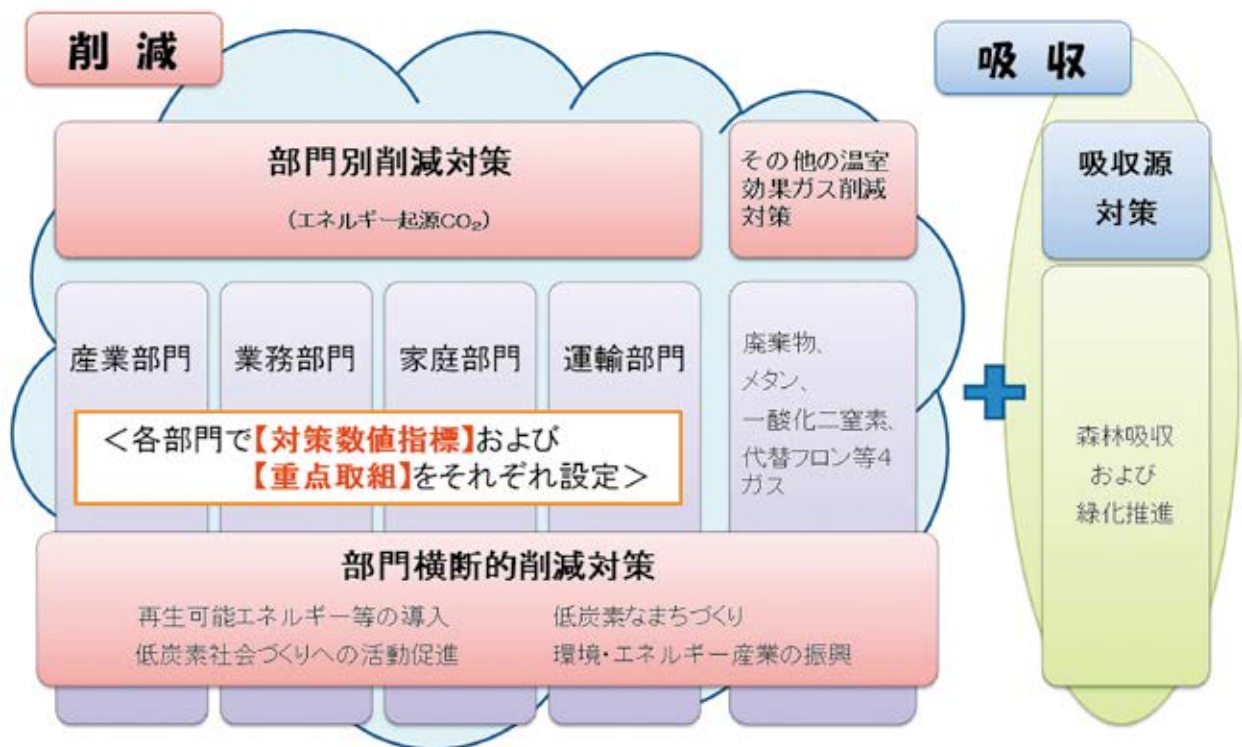 削 減
吸 収
部門別削減対策
(エネルギー起源CO₂)
その他の温室
効果ガス削減
対策
吸収源
対策
産業部門
業務部門
家庭部門
運輸部門
廃棄物、
メタン、
一酸化二窒素、
代替フロン等4
ガス
<各部門で【対策数値指標】および
【重点取組】をそれぞれ設定>
森林吸収
および
緑化推進
部門横断的削減対策
再生可能エネルギー等の導入
低炭素なまちづくり
低炭素社会づくりへの活動促進
環境・エネルギー産業の振興